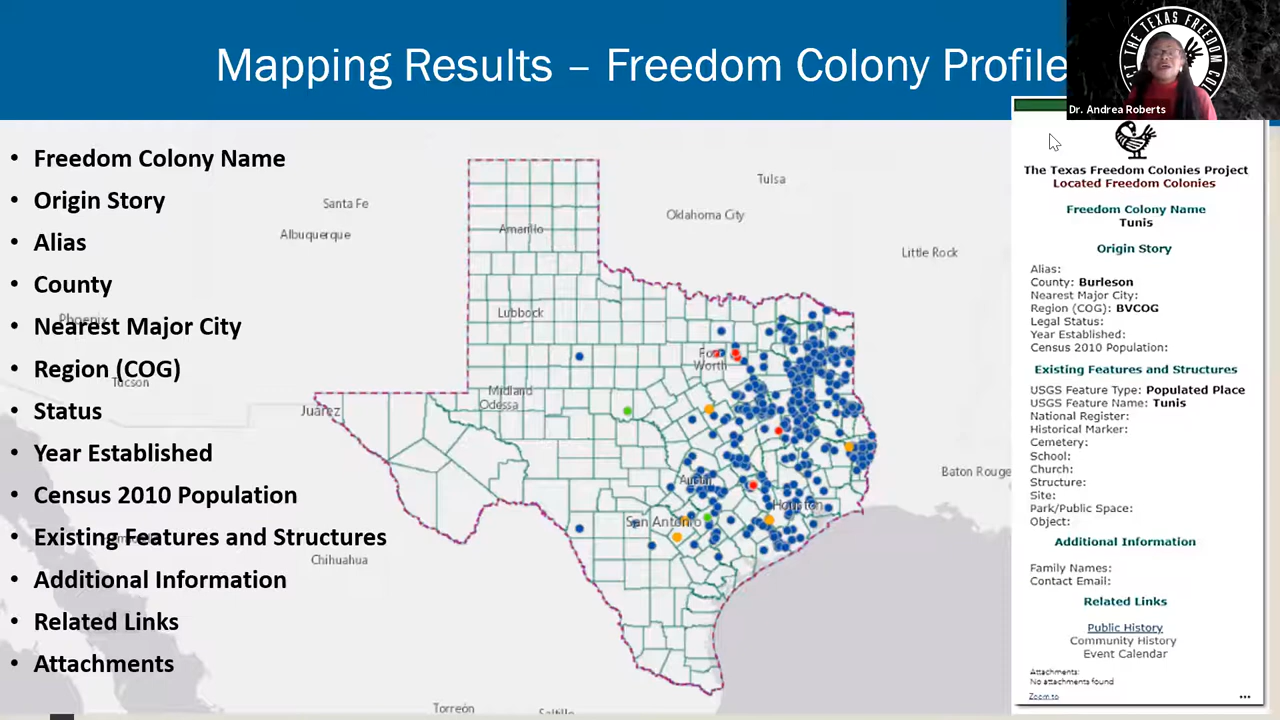 Mapping Results – Freedom Colony Profile
THE TEXAS FREEDOM
Dr. Andrea Roberts
• Freedom Colony Name
• Origin Story
• Alias
• County
• Nearest Major City
• Region (COG)
• Status
• Year Established
• Census 2010 Population
• Existing Features and Structures
• Additional Information
• Related Links
• Attachments
Tulsa
Santa Fe
Oklahoma City
Amarillo
Albuquerque
Little Rock
Lubbock
Phoenix
Fort
Worth
Tucson
Midland
Odessa
Juárez
Baton Rouge
Austin
San Antonio
Houston
Chihuahua
Torreón
Saltillo
The Texas Freedom Colonies Project
Located Freedom Colonies
Freedom Colony Name
Tunis
Origin Story
Alias:
County: Burleson
Nearest Major City:
Region (COG): BVCOG
Legal Status:
Year Established:
Census 2010 Population:
Existing Features and Structures
USGS Feature Type: Populated Place
USGS Feature Name: Tunis
National Register:
Historical Marker:
Cemetery:
School:
Church:
Structure:
Site:
Park/Public Space:
Object:
Additional Information
Family Names:
Contact Email:
Related Links
Public History
Community History
Event Calendar
Attachments:
No attachments found
Zoom to
•••